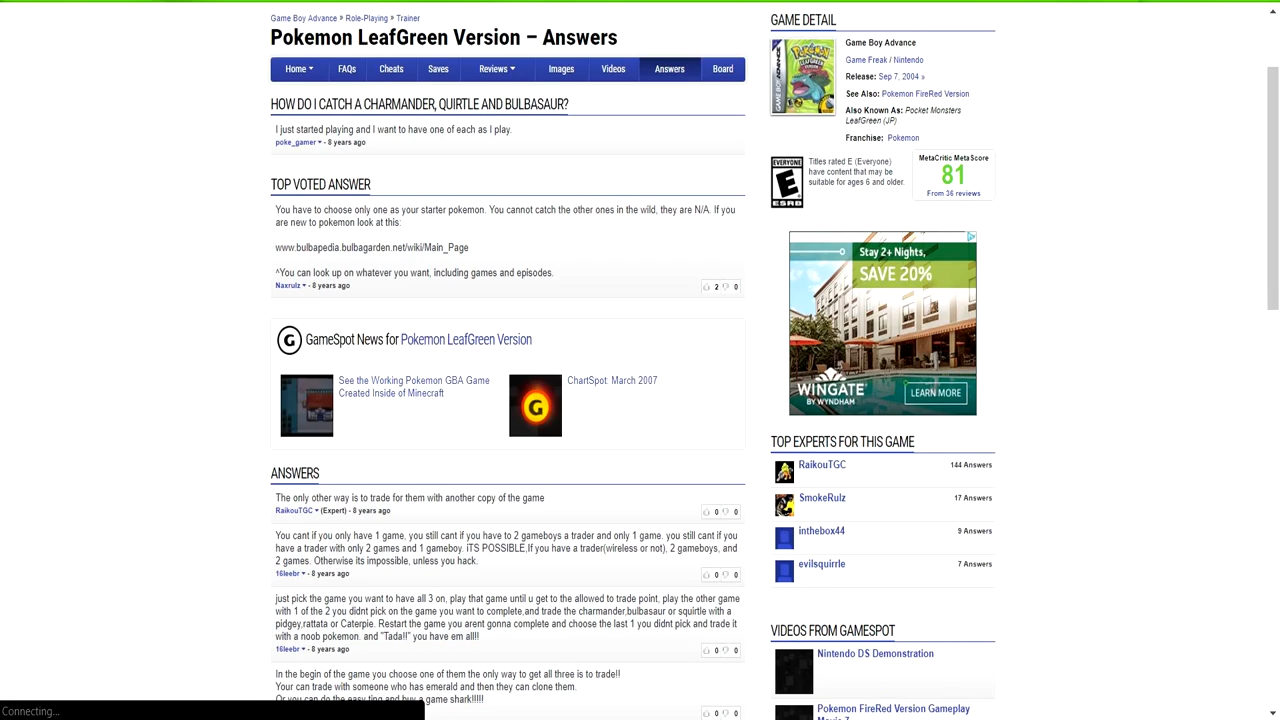 Game Boy Advance » Role-Playing » Trainer
Pokemon LeafGreen Version – Answers
Home FAQs Cheats Saves Reviews Images Videos Answers Board
HOW DO I CATCH A CHARMANDER, QUIRTLE AND BULBASAUR?
I just started playing and I want to have one of each as I play.
poke_gamer - 8 years ago
TOP VOTED ANSWER
You have to choose only one as your starter pokemon. You cannot catch the other ones in the wild, they are N/A. If you
are new to pokemon look at this:
www.bulbapedia.bulbagarden.net/wiki/Main_Page
^You can look up on whatever you want, including games and episodes.
Naxrulz - 8 years ago
2 0
G GameSpot News for Pokemon LeafGreen Version
See the Working Pokemon GBA Game
Created Inside of Minecraft
G
ChartSpot: March 2007
ANSWERS
The only other way is to trade for them with another copy of the game
RaikouTGC (Expert) - 8 years ago
0 0
You cant if you only have 1 game, you still cant if you have to 2 gameboys a trader and only 1 game. you still cant if you
have a trader with only 2 games and 1 gameboy. iTS POSSIBLE,If you have a trader(wireless or not), 2 gameboys, and
2 games. Otherwise its impossible, unless you hack.
16leebr - 8 years ago
0 0
just pick the game you want to have all 3 on, play that game until u get to the allowed to trade point, play the other game
with 1 of the 2 you didnt pick on the game you want to complete,and trade the charmander,bulbasaur or squirtle with a
pidgey,rattata or Caterpie. Restart the game you arent gonna complete and choose the last 1 you didnt pick and trade it
with a noob pokemon. and "Tada!!" you have em all!!
16leebr - 8 years ago
0 0
In the begin of the game you choose one of them the only way to get all three is to trade!!
Your can trade with someone who has emerald and then they can clone them.
Or you can do the easy ting and buy a game shark!!!!!
0 0
Connecting...
GAME DETAIL
Game Boy Advance
Game Freak / Nintendo
Release: Sep 7, 2004 »
See Also: Pokemon FireRed Version
Also Known As: Pocket Monsters
LeafGreen (JP)
Franchise: Pokemon
EVERYONE
E
ESRB
Titles rated E (Everyone)
have content that may be
suitable for ages 6 and older.
MetaCritic MetaScore
81
From 36 reviews
Stay 2+ Nights,
SAVE 20%
WINGATE
BY WYNDHAM
LEARN MORE
TOP EXPERTS FOR THIS GAME
RaikouTGC 144 Answers
SmokeRulz 17 Answers
inthebox44 9 Answers
evilsquirrle 7 Answers
VIDEOS FROM GAMESPOT
Nintendo DS Demonstration
Pokemon FireRed Version Gameplay
Movie 7